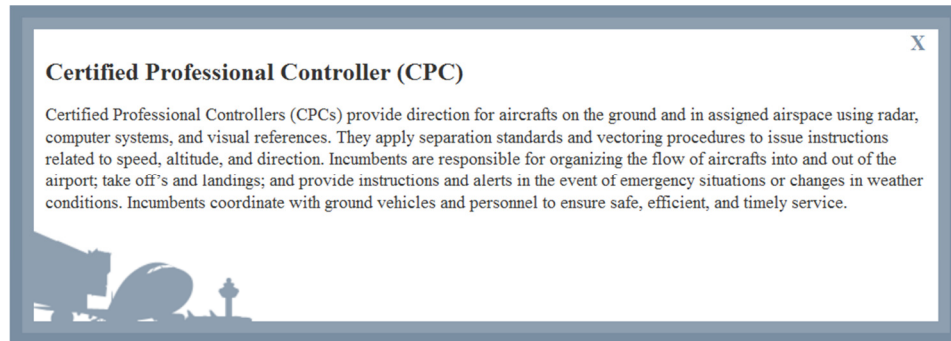 X
Certified Professional Controller (CPC)
Certified Professional Controllers (CPCs) provide direction for aircrafts on the ground and in assigned airspace using radar,
computer systems, and visual references. They apply separation standards and vectoring procedures to issue instructions
related to speed, altitude, and direction. Incumbents are responsible for organizing the flow of aircrafts into and out of the
airport; take off’s and landings; and provide instructions and alerts in the event of emergency situations or changes in weather
conditions. Incumbents coordinate with ground vehicles and personnel to ensure safe, efficient, and timely service.